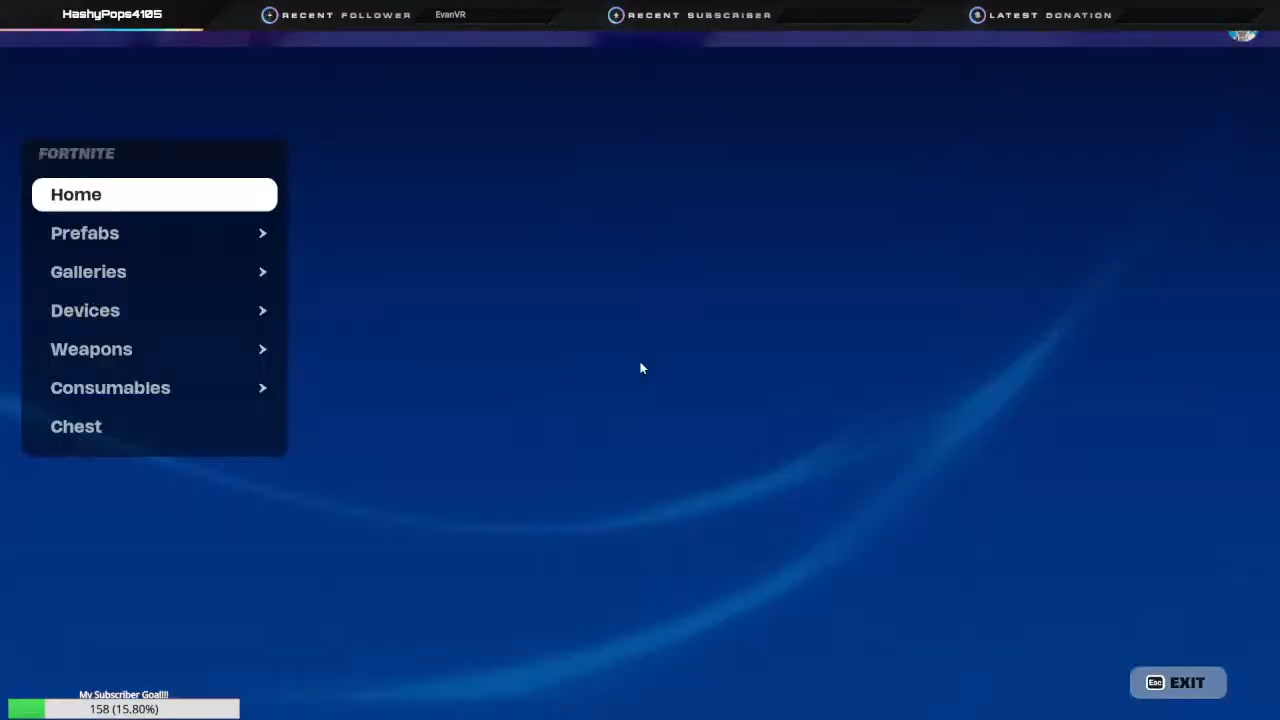 HashyPops4105
RECENT FOLLOWER
EvanVR
RECENT SUBSCRIBER
LATEST DONATION
FORTNITE
Home
Prefabs
Galleries
Devices
Weapons
Consumables
Chest
Esc EXIT
My Subscriber Goal!!!
158 (15.80%)